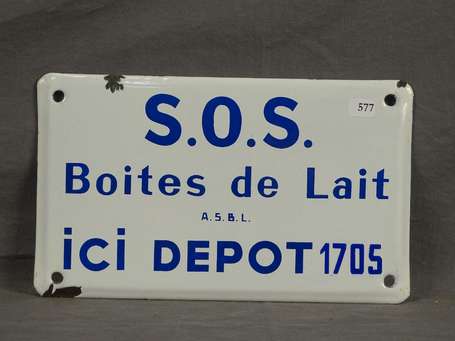 S.O.S.
577
Boites de Lait
A.S.B.L.
ici DEPOT 1705